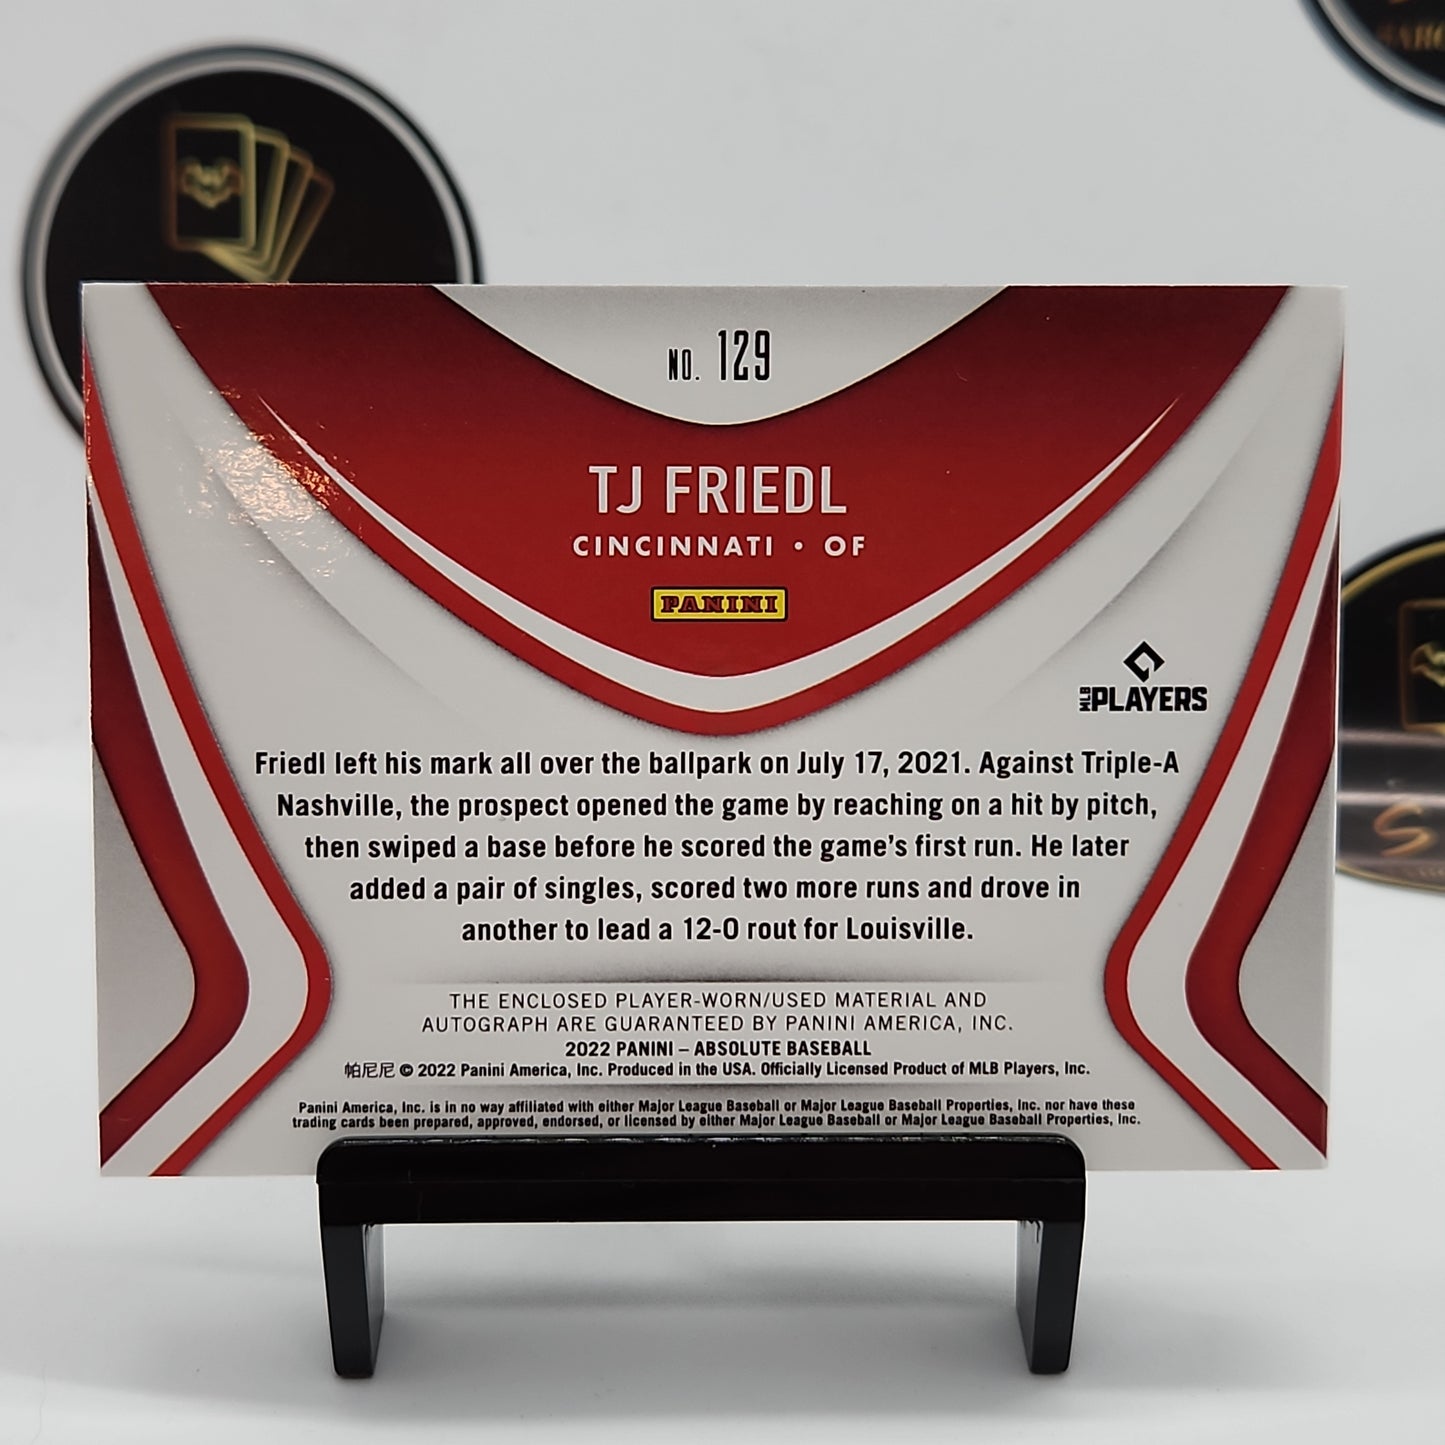 NO. 129
TJ FRIEDL
CINCINNATI • OF
PANINI
MLB PLAYERS
Friedl left his mark all over the ballpark on July 17, 2021. Against Triple-A
Nashville, the prospect opened the game by reaching on a hit by pitch,
then swiped a base before he scored the game's first run. He later
added a pair of singles, scored two more runs and drove in
another to lead a 12-0 rout for Louisville.
THE ENCLOSED PLAYER-WORN/USED MATERIAL AND
AUTOGRAPH ARE GUARANTEED BY PANINI AMERICA, INC.
2022 PANINI – ABSOLUTE BASEBALL
帕尼尼 © 2022 Panini America, Inc. Produced in the USA. Officially Licensed Product of MLB Players, Inc.
Panini America, Inc. is in no way affiliated with either Major League Baseball or Major League Baseball Properties, Inc. nor have these
trading cards been prepared, approved, endorsed, or licensed by either Major League Baseball or Major League Baseball Properties, Inc.